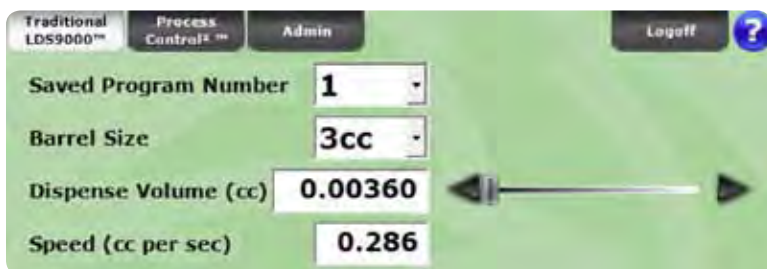 Traditional LDS9000™
Process Control² ™
Admin
Logoff
?
Saved Program Number 1
Barrel Size 3cc
Dispense Volume (cc) 0.00360
Speed (cc per sec) 0.286